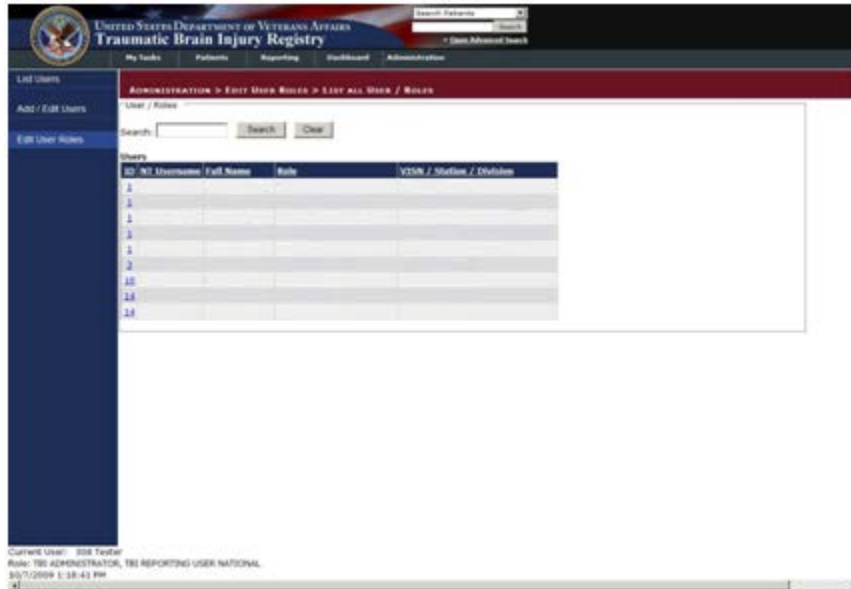 Search Patients
Search
UNITED STATES DEPARTMENT OF VETERANS AFFAIRS
Traumatic Brain Injury Registry
Open Advanced Search
My Tasks Patients Reporting Dashboard Administration
List Users
ADMINISTRATION > EDIT USER ROLES > LIST ALL USER / ROLES
Add / Edit Users
User / Roles
Edit User Roles
Search: Search Clear
Users
ID NT Username Full Name Role VISN / Station / Division
1
1
1
1
1
3
10
14
14
Current User: Tester
Role: TBI ADMINISTRATOR, TBI REPORTING USER NATIONAL
10/7/2009 1:18:43 PM